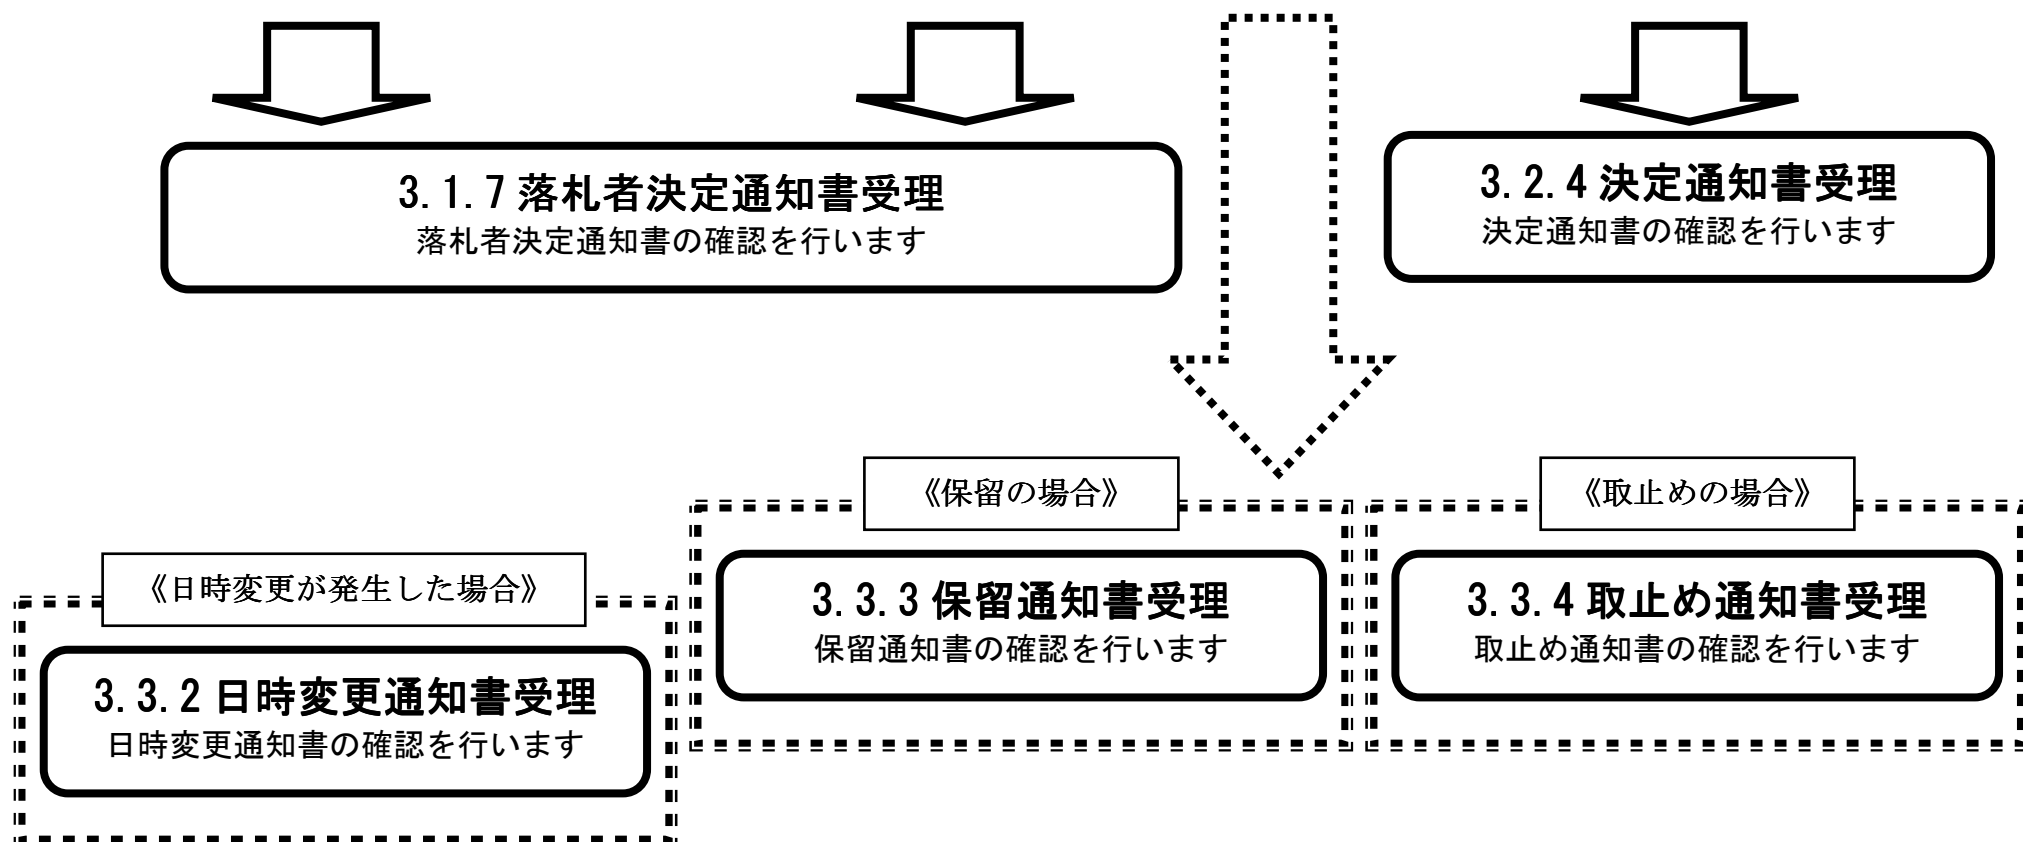 3.1.7落札者決定通知書受理
落札者決定通知書の確認を行います
3.2.4決定通知書受理
決定通知書の確認を行います
《保留の場合》
3.3.3保留通知書受理
保留通知書の確認を行います
《取止めの場合》
3.3.4取止め通知書受理
取止め通知書の確認を行います
《日時変更が発生した場合》
3.3.2日時変更通知書受理
日時変更通知書の確認を行います